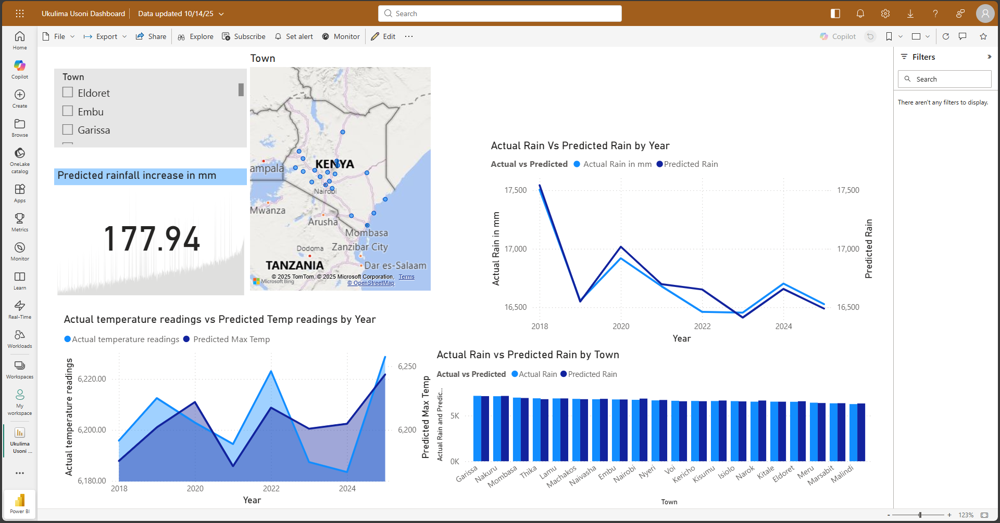 Ukulima Usoni Dashboard
Data updated 10/14/25
Search
File
Export
Share
Explore
Subscribe
Set alert
Monitor
Edit
Copilot
Home
Copilot
Create
Browse
OneLake
catalog
Apps
Metrics
Monitor
Learn
Real-Time
Workloads
Workspaces
My
workspace
Ukulima
Usoni ...
Power BI
Town
Eldoret
Embu
Garissa
Predicted rainfall increase in mm
177.94
Town
KENYA
ampala
Nairobi
Mwanza
Arusha
Mombasa
Dodoma
Zanzibar City
TANZANIA
Dar es-Salaam
© 2025 TomTom, © 2025 Microsoft Corporation, Terms
Microsoft Bing
© OpenStreetMap
Actual Rain Vs Predicted Rain by Year
Actual vs Predicted Actual Rain in mm Predicted Rain
Actual Rain in mm
17,500
17,000
16,500
17,500
17,000
16,500
Predicted Rain
2018 2020 2022 2024
Year
Actual temperature readings vs Predicted Temp readings by Year
Actual temperature readings Predicted Max Temp
Actual temperature readings
6,220.00
6,200.00
6,180.00
6,250
6,200
Predicted Max Temp
2018 2020 2022 2024
Year
Actual Rain vs Predicted Rain by Town
Actual vs Predicted Actual Rain Predicted Rain
Actual Rain and Predic...
5K
0K
Garissa Nakuru Mombasa Thika Lamu Machakos Naivasha Embu Nairobi Nyeri Voi Kericho Kisumu Isiolo Narok Kitale Eldoret Meru Marsabit Malindi
Town
Filters
Search
There aren't any filters to display.
- + 123%